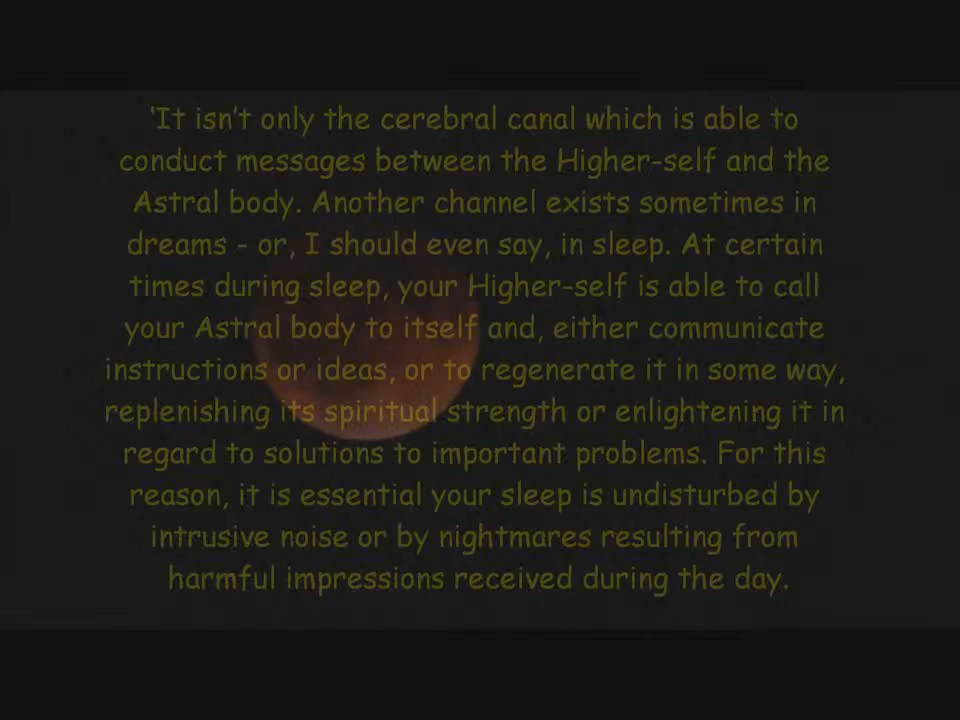 ‘It isn’t only the cerebral canal which is able to
conduct messages between the Higher-self and the
Astral body. Another channel exists sometimes in
dreams - or, I should even say, in sleep. At certain
times during sleep, your Higher-self is able to call
your Astral body to itself and, either communicate
instructions or ideas, or to regenerate it in some way,
replenishing its spiritual strength or enlightening it in
regard to solutions to important problems. For this
reason, it is essential your sleep is undisturbed by
intrusive noise or by nightmares resulting from
harmful impressions received during the day.